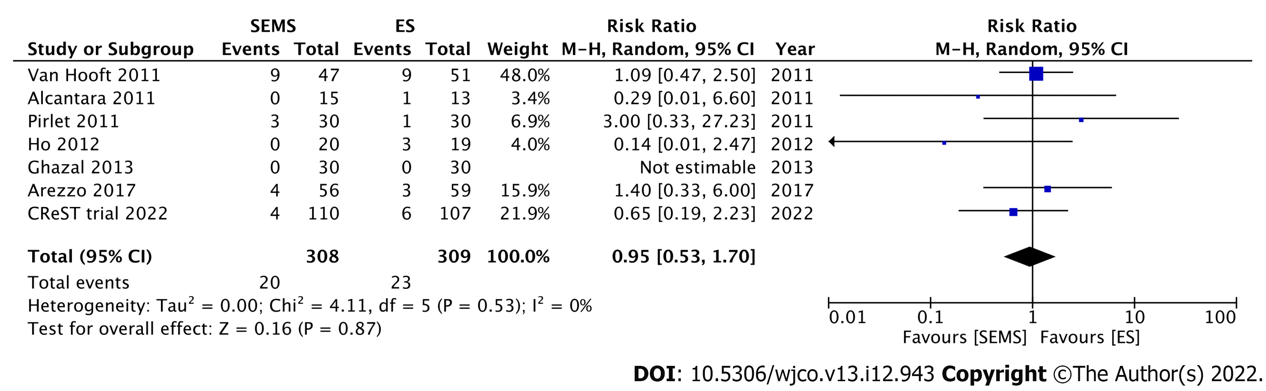 SEMS ES Risk Ratio Risk Ratio
Study or Subgroup Events Total Events Total Weight M-H, Random, 95% CI Year M-H, Random, 95% CI
Van Hooft 2011 9 47 9 51 48.0% 1.09 [0.47, 2.50] 2011
Alcantara 2011 0 15 1 13 3.4% 0.29 [0.01, 6.60] 2011
Pirlet 2011 3 30 1 30 6.9% 3.00 [0.33, 27.23] 2011
Ho 2012 0 20 3 19 4.0% 0.14 [0.01, 2.47] 2012
Ghazal 2013 0 30 0 30 Not estimable 2013
Arezzo 2017 4 56 3 59 15.9% 1.40 [0.33, 6.00] 2017
CReST trial 2022 4 110 6 107 21.9% 0.65 [0.19, 2.23] 2022
Total (95% CI) 308 309 100.0% 0.95 [0.53, 1.70]
Total events 20 23
Heterogeneity: Tau² = 0.00; Chi² = 4.11, df = 5 (P = 0.53); I² = 0%
Test for overall effect: Z = 0.16 (P = 0.87)
0.01 0.1 1 10 100
Favours [SEMS] Favours [ES]
DOI: 10.5306/wjco.v13.i12.943 Copyright ©The Author(s) 2022.